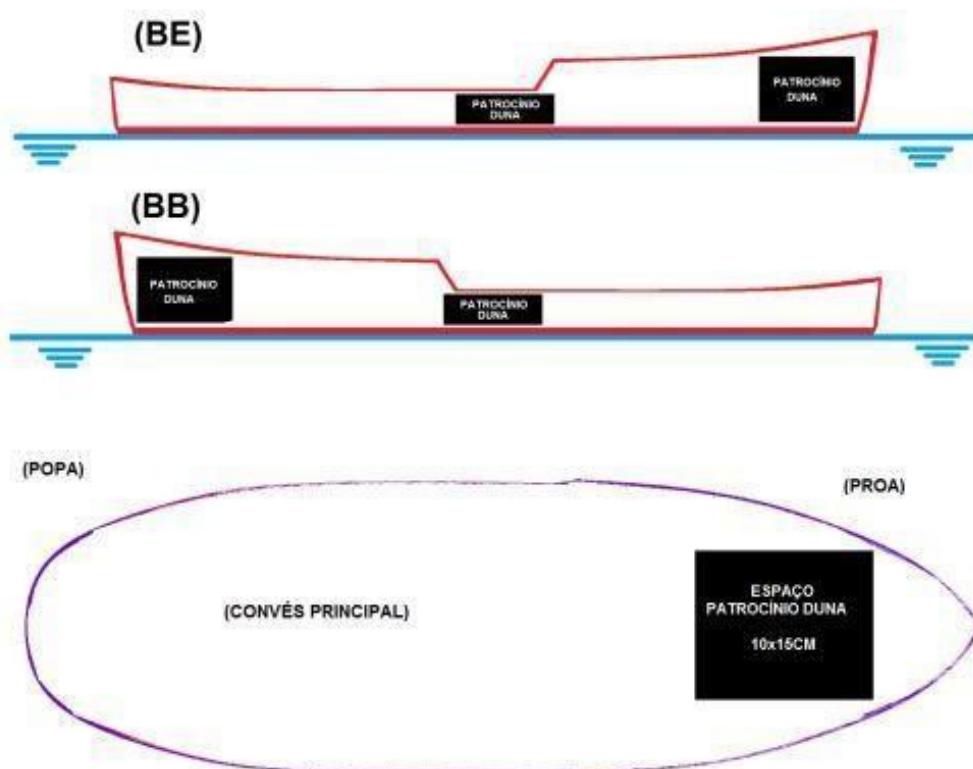 (BE)
PATROCÍNIO
DUNA
PATROCÍNIO
DUNA
(BB)
PATROCÍNIO
DUNA
PATROCÍNIO
DUNA
(POPA)
(PROA)
ESPAÇO
PATROCÍNIO DUNA
10x15CM
(CONVÉS PRINCIPAL)